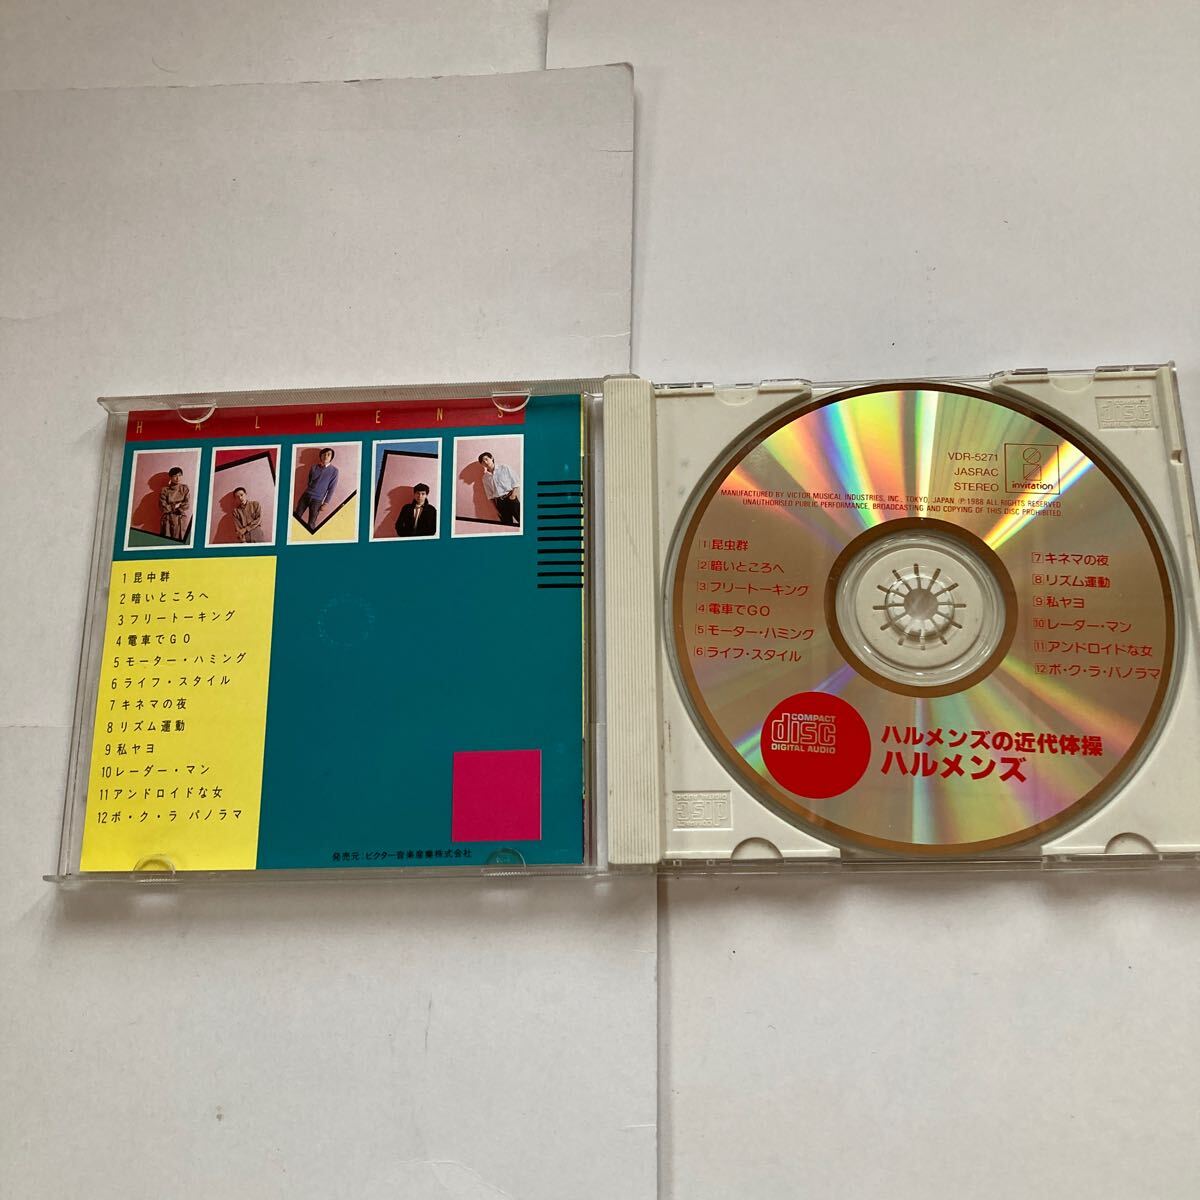 HALMENS
1 昆中群
2 暗いところへ
3 フリートーキング
4 電車でGO
5 モーター・ハミング
6 ライフ・スタイル
7 キネマの夜
8 リズム運動
9 私ヤヨ
10 レーダー・マン
11 アンドロイドな女
12 ボ・ク・ラ パノラマ
発売元:ビクター音楽産業株式会社
VDR-5271
JASRAC
STEREO
invitation
MANUFACTURED BY VICTOR MUSICAL INDUSTRIES, INC., TOKYO, JAPAN. ℗1988 ALL RIGHTS RESERVED
UNAUTHORISED PUBLIC PERFORMANCE, BROADCASTING AND COPYING OF THIS DISC PROHIBITED.
1 昆虫群
2 暗いところへ
3 フリートーキング
4 電車でGO
5 モーター・ハミング
6 ライフ・スタイル
7 キネマの夜
8 リズム運動
9 私ヤヨ
10 レーダー・マン
11 アンドロイドな女
12 ボ・ク・ラ・パノラマ
COMPACT
disc
DIGITAL AUDIO
ハルメンズの近代体操
ハルメンズ
COMPACT
disc
DIGITAL AUDIO